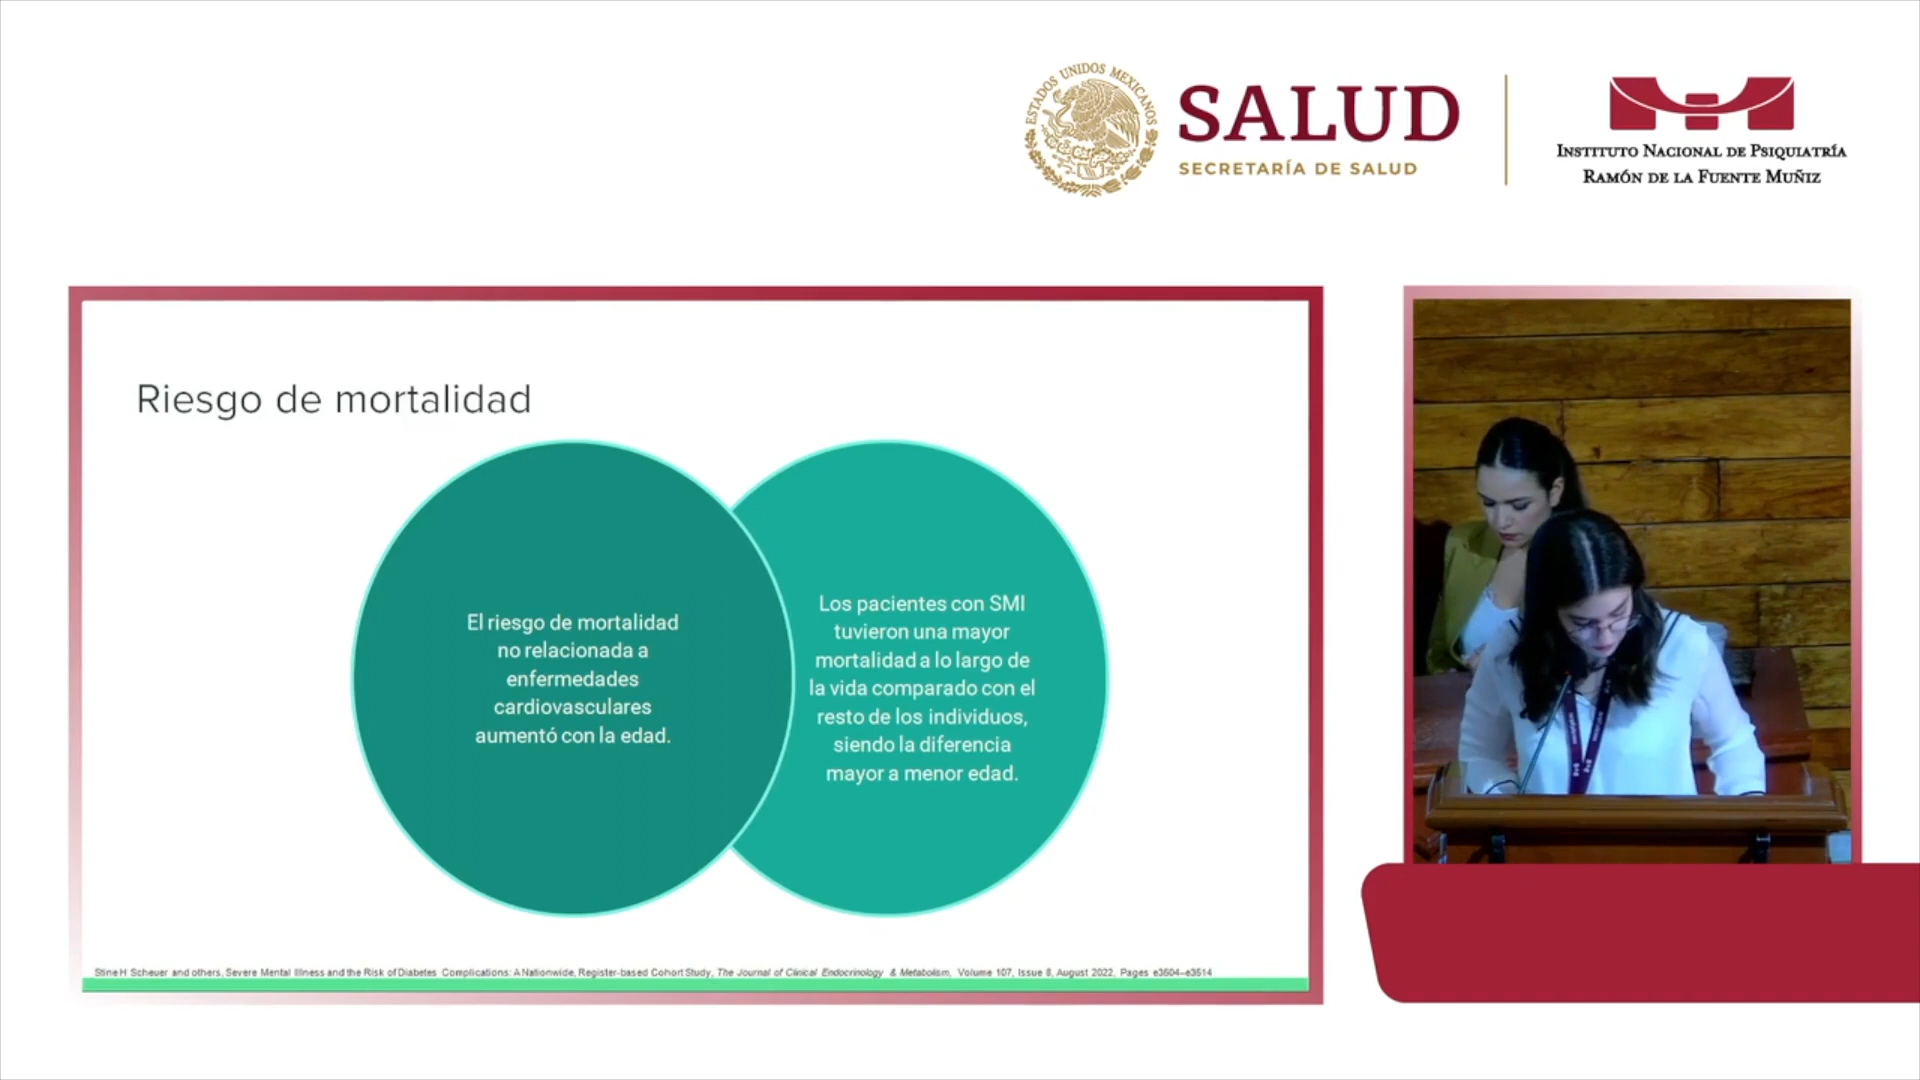 ESTADOS UNIDOS MEXICANOS
SALUD
SECRETARÍA DE SALUD
INSTITUTO NACIONAL DE PSIQUIATRÍA
RAMÓN DE LA FUENTE MUÑIZ
Riesgo de mortalidad
El riesgo de mortalidad
no relacionada a
enfermedades
cardiovasculares
aumentó con la edad.
Los pacientes con SMI
tuvieron una mayor
mortalidad a lo largo de
la vida comparado con el
resto de los individuos,
siendo la diferencia
mayor a menor edad.
Stine H Scheuer and others, Severe Mental Illness and the Risk of Diabetes Complications: A Nationwide, Register-based Cohort Study, The Journal of Clinical Endocrinology & Metabolism, Volume 107, Issue 8, August 2022, Pages e3504–e3514